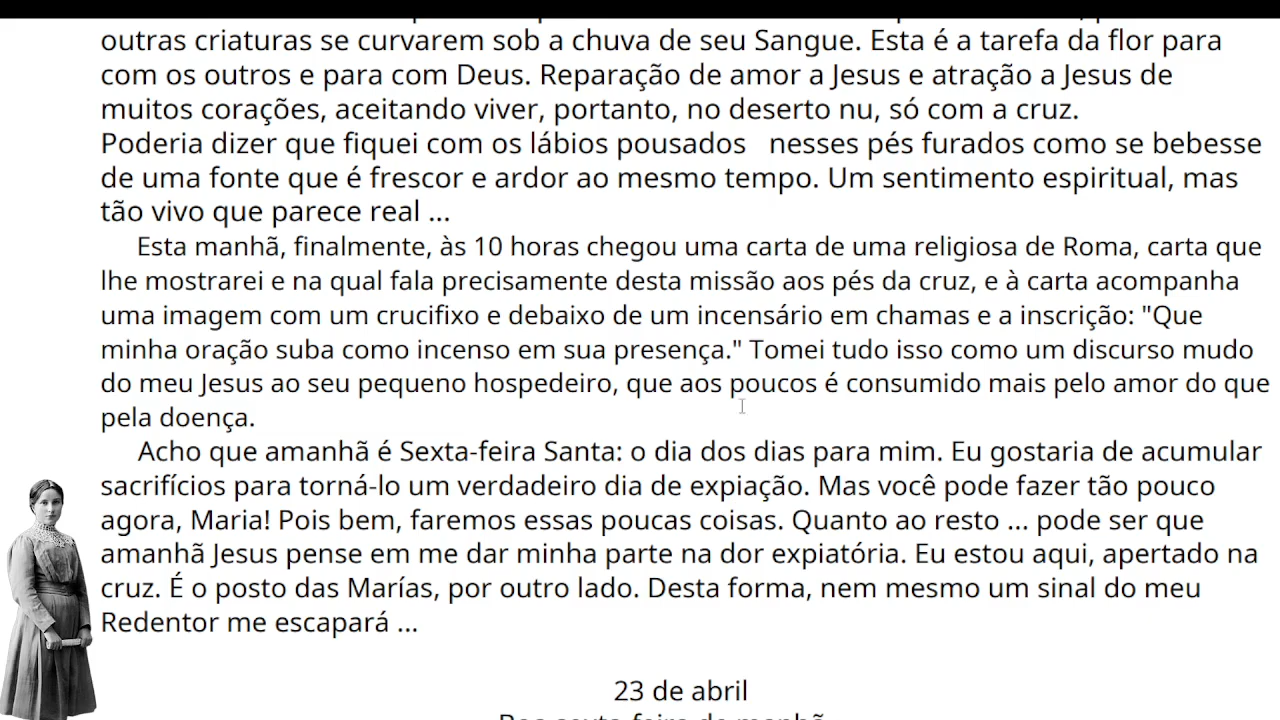 outras criaturas se curvarem sob a chuva de seu Sangue. Esta é a tarefa da flor para
com os outros e para com Deus. Reparação de amor a Jesus e atração a Jesus de
muitos corações, aceitando viver, portanto, no deserto nu, só com a cruz.
Poderia dizer que fiquei com os lábios pousados   nesses pés furados como se bebesse
de uma fonte que é frescor e ardor ao mesmo tempo. Um sentimento espiritual, mas
tão vivo que parece real ...
Esta manhã, finalmente, às 10 horas chegou uma carta de uma religiosa de Roma, carta que
lhe mostrarei e na qual fala precisamente desta missão aos pés da cruz, e à carta acompanha
uma imagem com um crucifixo e debaixo de um incensário em chamas e a inscrição: "Que
minha oração suba como incenso em sua presença." Tomei tudo isso como um discurso mudo
do meu Jesus ao seu pequeno hospedeiro, que aos poucos é consumido mais pelo amor do que
pela doença.
Acho que amanhã é Sexta-feira Santa: o dia dos dias para mim. Eu gostaria de acumular
sacrifícios para torná-lo um verdadeiro dia de expiação. Mas você pode fazer tão pouco
agora, Maria! Pois bem, faremos essas poucas coisas. Quanto ao resto ... pode ser que
amanhã Jesus pense em me dar minha parte na dor expiatória. Eu estou aqui, apertado na
cruz. É o posto das Marías, por outro lado. Desta forma, nem mesmo um sinal do meu
Redentor me escapará ...
23 de abril